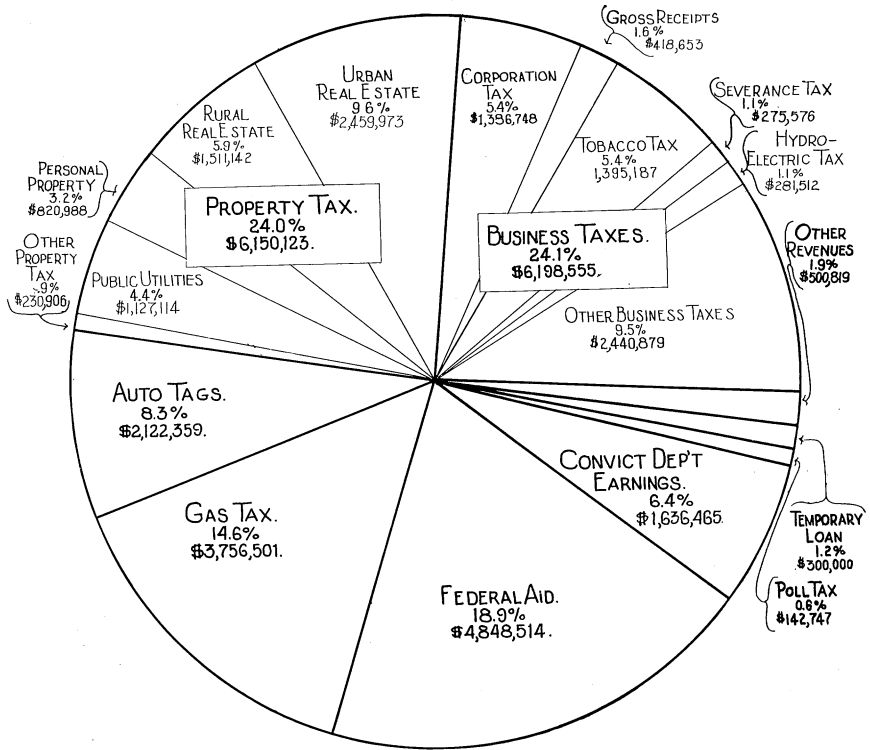 GROSS RECEIPTS
1.6%
$418,653
CORPORATION
TAX
5.4%
$1,386,748
URBAN
REAL ESTATE
9.6%
$2,459,973
RURAL
REAL ESTATE
5.9%
$1,511,142
SEVERANCE TAX
1.1%
$275,576
HYDRO-
ELECTRIC TAX
1.1%
$281,512
TOBACCO TAX
5.4%
1,395,187
PERSONAL
PROPERTY
3.2%
$820,988
PROPERTY TAX.
24.0%
$6,150,123.
BUSINESS TAXES.
24.1%
$6,198,555.
OTHER
PROPERTY
TAX
.9%
$230,906
PUBLIC UTILITIES
4.4%
$1,127,114
OTHER
REVENUES
1.9%
$500,819
OTHER BUSINESS TAXES
9.5%
$2,440,879
AUTO TAGS.
8.3%
$2,122,359.
CONVICT DEP'T
EARNINGS.
6.4%
$1,636,465.
GAS TAX.
14.6%
$3,756,501.
TEMPORARY
LOAN
1.2%
$300,000
FEDERAL AID.
18.9%
$4,848,514.
POLL TAX
0.6%
$142,747